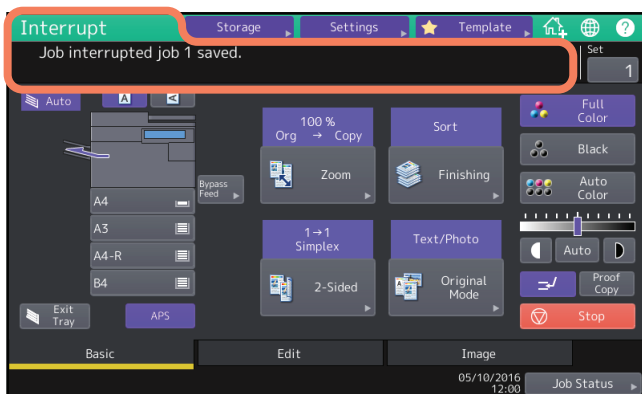 Interrupt
Storage
Settings
Template
?
Job interrupted job 1 saved.
Set
1
Auto
A
A
100 %
Org → Copy
Zoom
Sort
Finishing
Full
Color
Black
Auto
Color
Bypass
Feed
A4
A3
A4-R
B4
1→1
Simplex
2-Sided
Text/Photo
Original
Mode
Auto
Proof
Copy
Exit
Tray
APS
Stop
Basic
Edit
Image
05/10/2016
12:00
Job Status